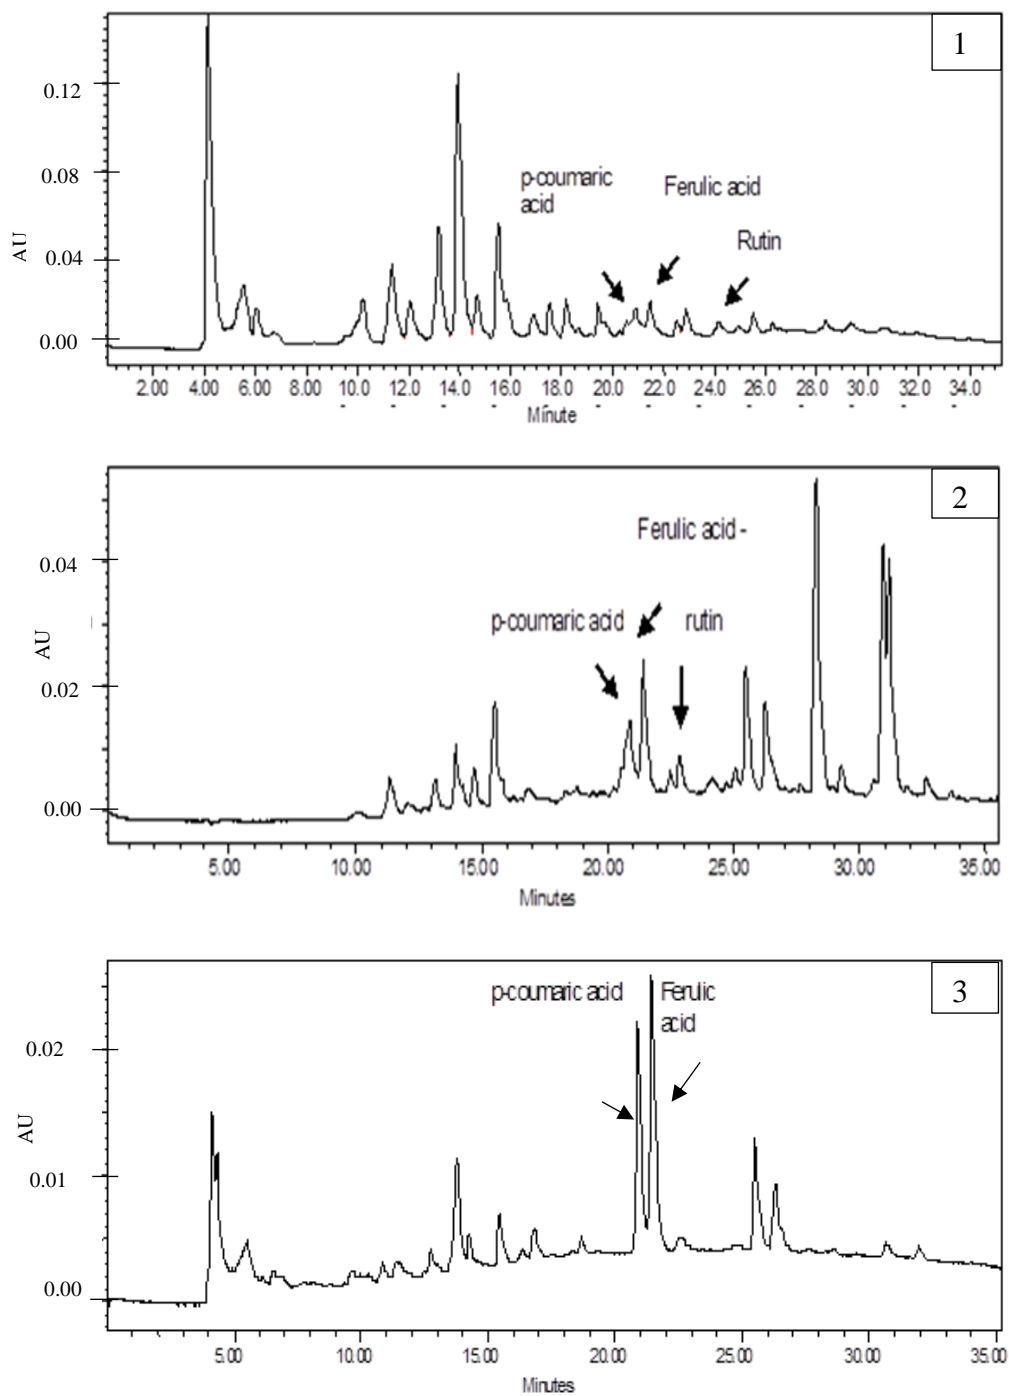 1
0.12
0.08
p-coumaric
acid
Ferulic acid
Rutin
AU
0.04
0.00
2.00 4.00 6.00 8.00 10.0 12.0 14.0 16.0 18.0 20.0 22.0 24.0 26.0 28.0 30.0 32.0 34.0
Minute
2
Ferulic acid -
0.04
p-coumaric acid
rutin
AU
0.02
0.00
5.00 10.00 15.00 20.00 25.00 30.00 35.00
Minutes
3
p-coumaric acid
Ferulic
acid
0.02
AU
0.01
0.00
5.00 10.00 15.00 20.00 25.00 30.00 35.00
Minutes